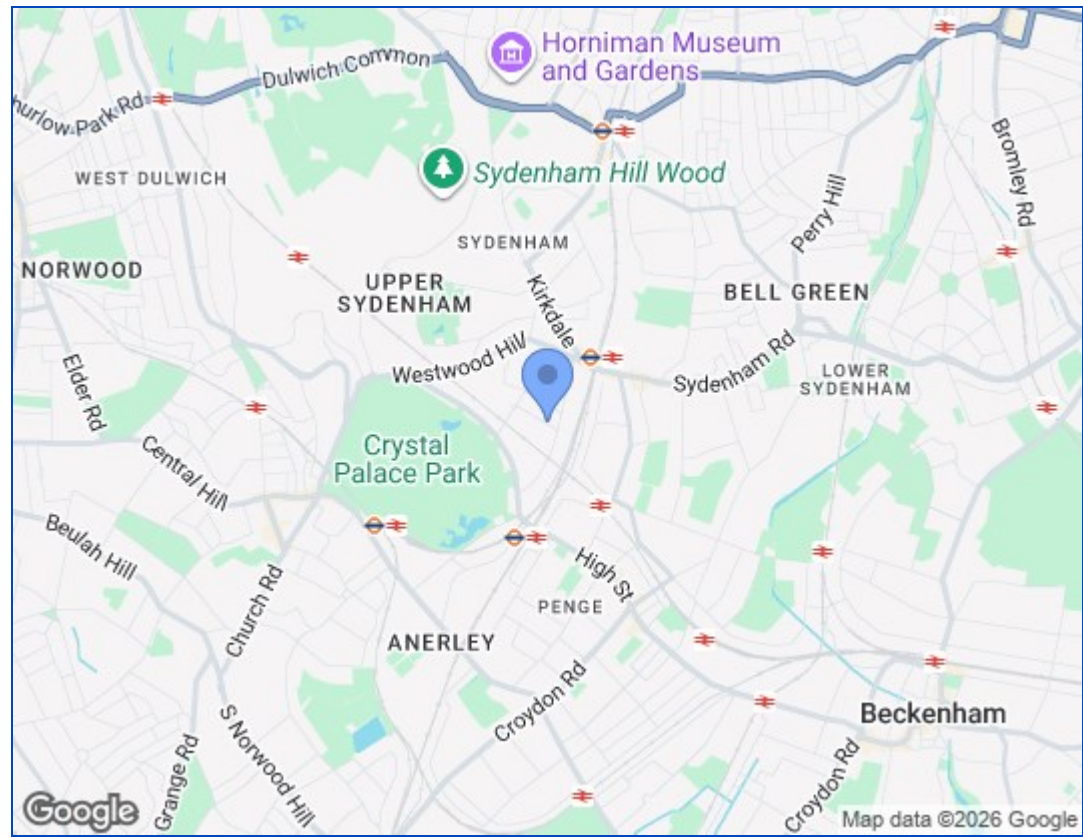 Horniman Museum
and Gardens
Dulwich Common
hurlow Park Rd
Sydenham Hill Wood
WEST DULWICH
Bromley Rd
Perry Hill
SYDENHAM
NORWOOD
UPPER
SYDENHAM
Kirkdale
BELL GREEN
Westwood Hill
Sydenham Rd
LOWER
SYDENHAM
Elder Rd
Crystal
Palace Park
Central Hill
Beulah Hill
High St
Church Rd
PENGE
ANERLEY
Croydon Rd
Beckenham
S Norwood Hill
Grange Rd
Croydon Rd
Google
Map data ©2026 Google